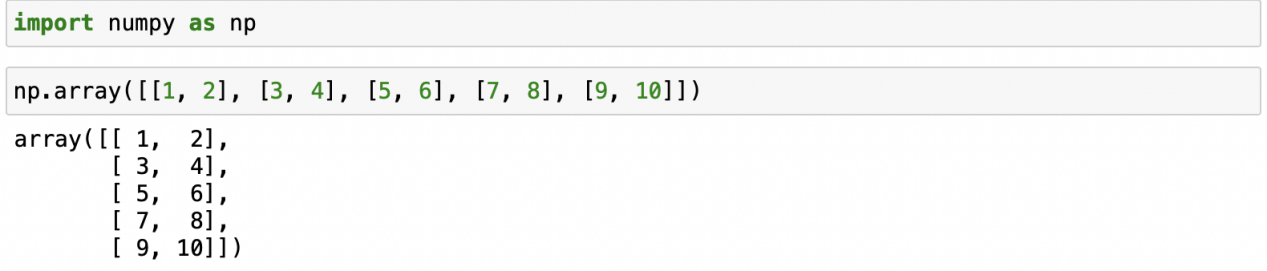 import numpy as np
np.array([[1, 2], [3, 4], [5, 6], [7, 8], [9, 10]])
array([[ 1,  2],
       [ 3,  4],
       [ 5,  6],
       [ 7,  8],
       [ 9, 10]])